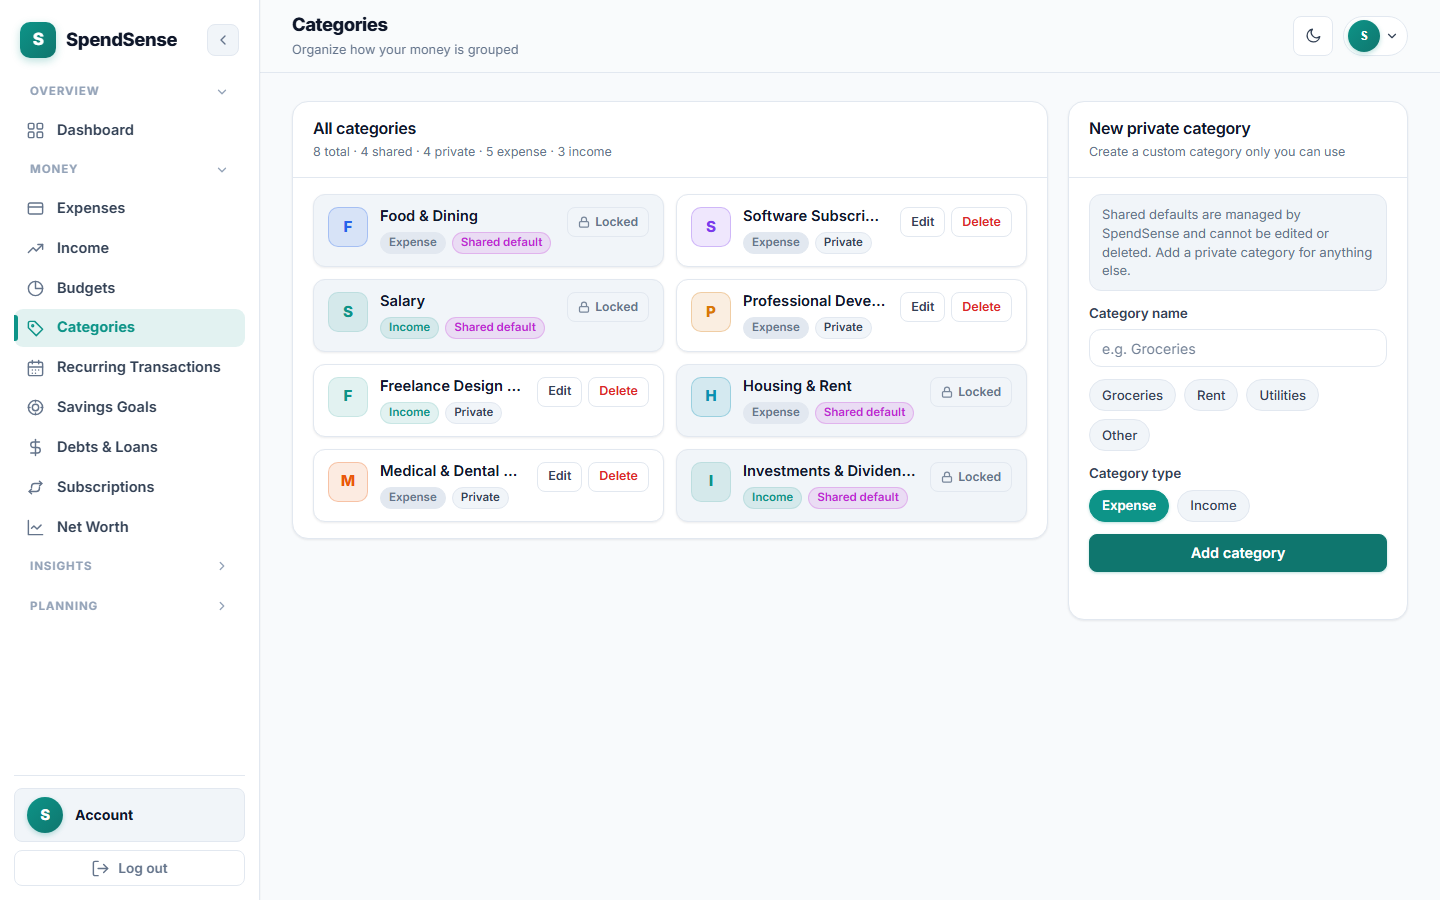 S SpendSense
OVERVIEW
Dashboard
MONEY
Expenses
Income
Budgets
Categories
Recurring Transactions
Savings Goals
Debts & Loans
Subscriptions
Net Worth
INSIGHTS
PLANNING
S Account
Log out
Categories
Organize how your money is grouped
S
All categories
8 total · 4 shared · 4 private · 5 expense · 3 income
F Food & Dining Locked
Expense Shared default
S Software Subscri... Edit Delete
Expense Private
S Salary Locked
Income Shared default
P Professional Deve... Edit Delete
Expense Private
F Freelance Design ... Edit Delete
Income Private
H Housing & Rent Locked
Expense Shared default
M Medical & Dental ... Edit Delete
Expense Private
I Investments & Dividen... Locked
Income Shared default
New private category
Create a custom category only you can use
Shared defaults are managed by
SpendSense and cannot be edited or
deleted. Add a private category for anything
else.
Category name
e.g. Groceries
Groceries Rent Utilities
Other
Category type
Expense Income
Add category